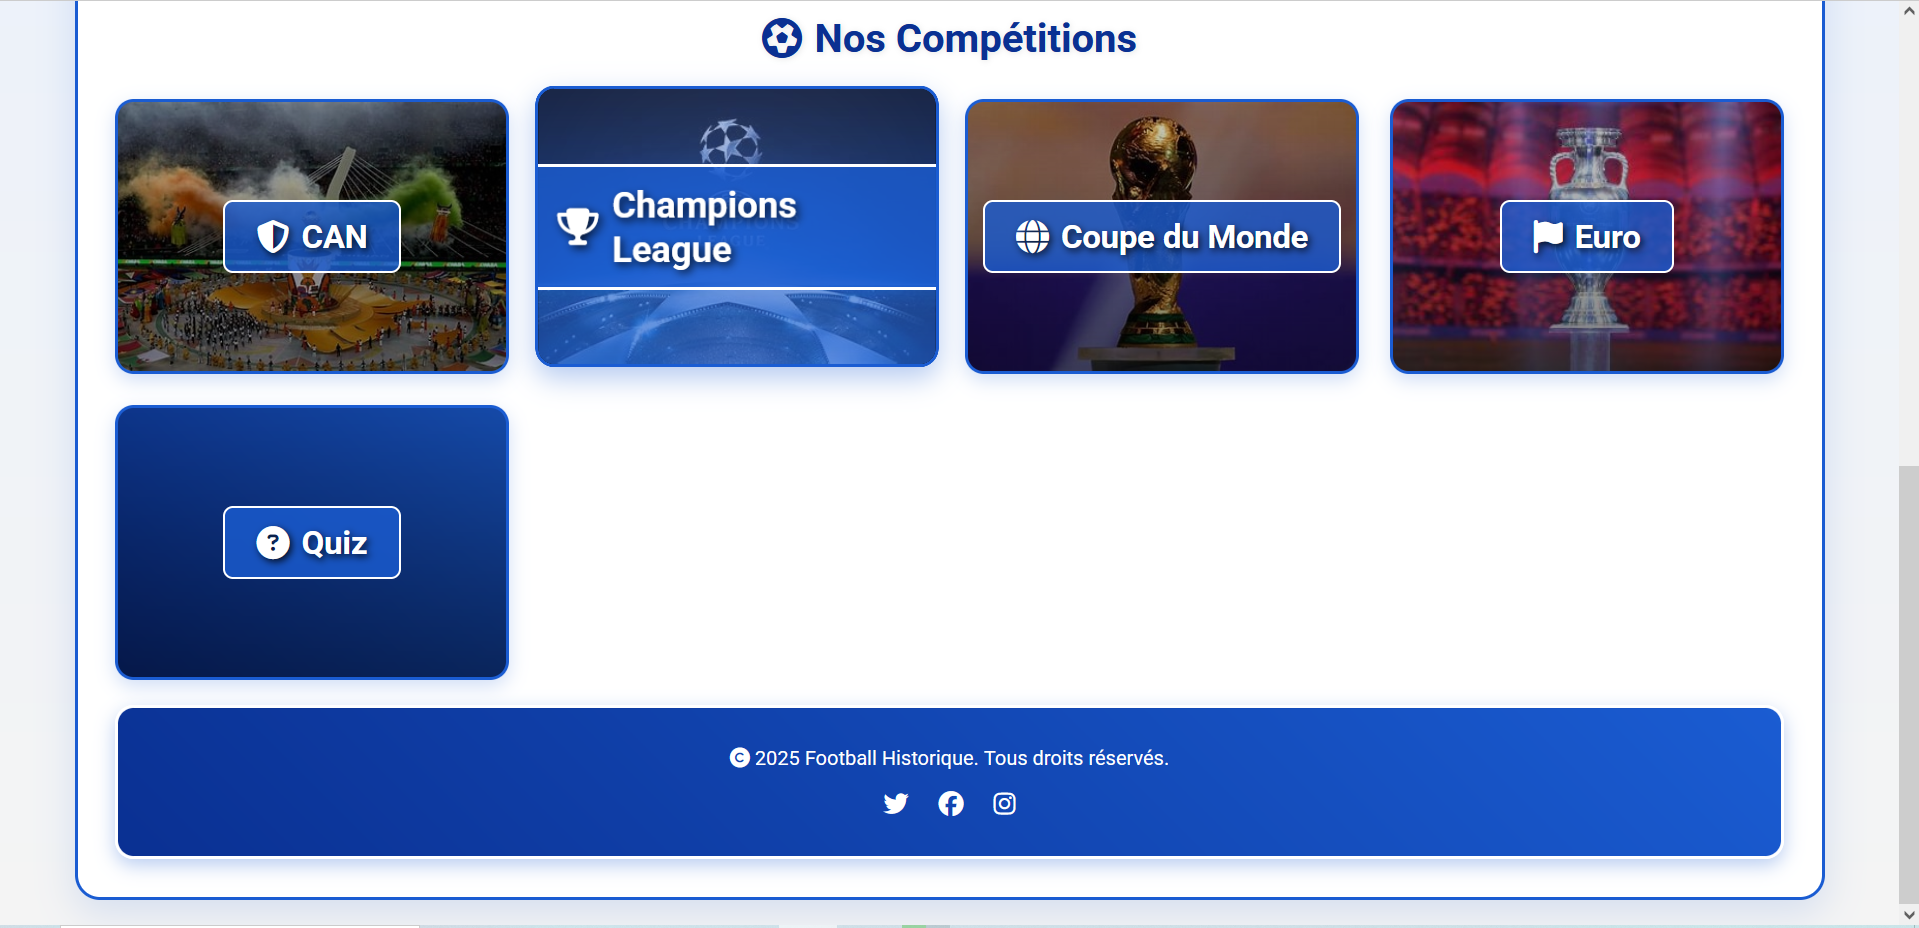 Nos Compétitions
CAN
Champions
League
Coupe du Monde
Euro
Quiz
© 2025 Football Historique. Tous droits réservés.